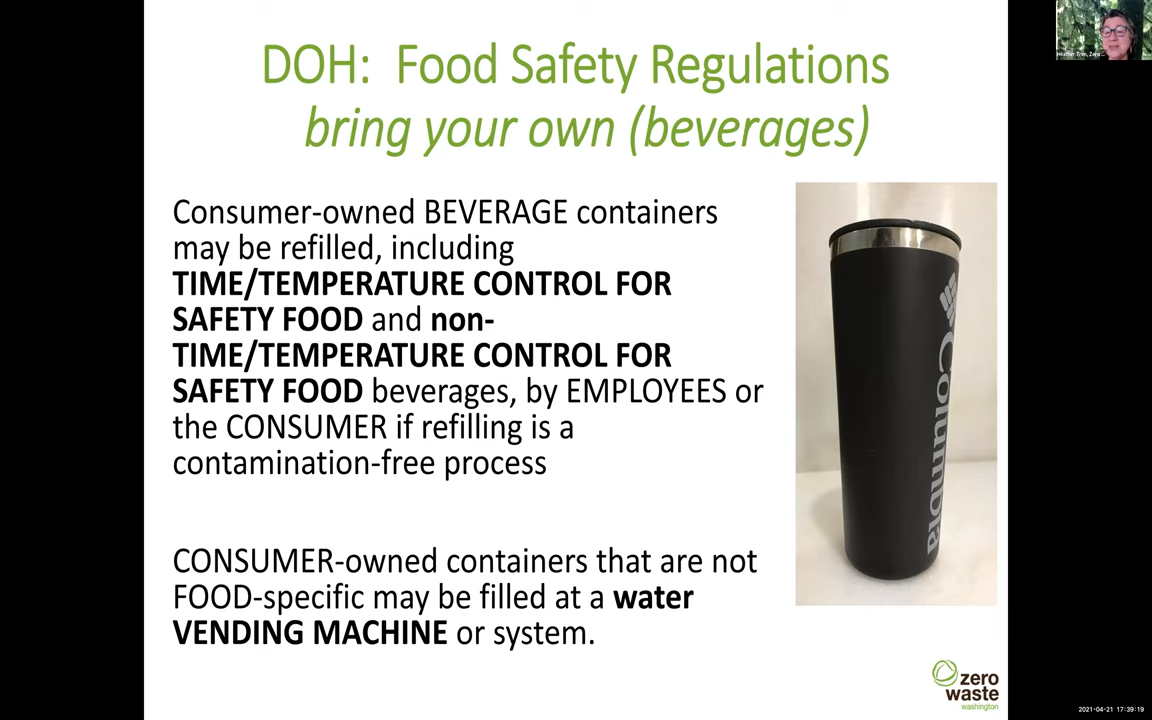 DOH: Food Safety Regulations
bring your own (beverages)
Consumer-owned BEVERAGE containers
may be refilled, including
TIME/TEMPERATURE CONTROL FOR
SAFETY FOOD and non-
TIME/TEMPERATURE CONTROL FOR
SAFETY FOOD beverages, by EMPLOYEES or
the CONSUMER if refilling is a
contamination-free process
CONSUMER-owned containers that are not
FOOD-specific may be filled at a water
VENDING MACHINE or system.
Columbia
zero
waste
washington
Heather Trim, Zero
2021-04-21 17:39:19